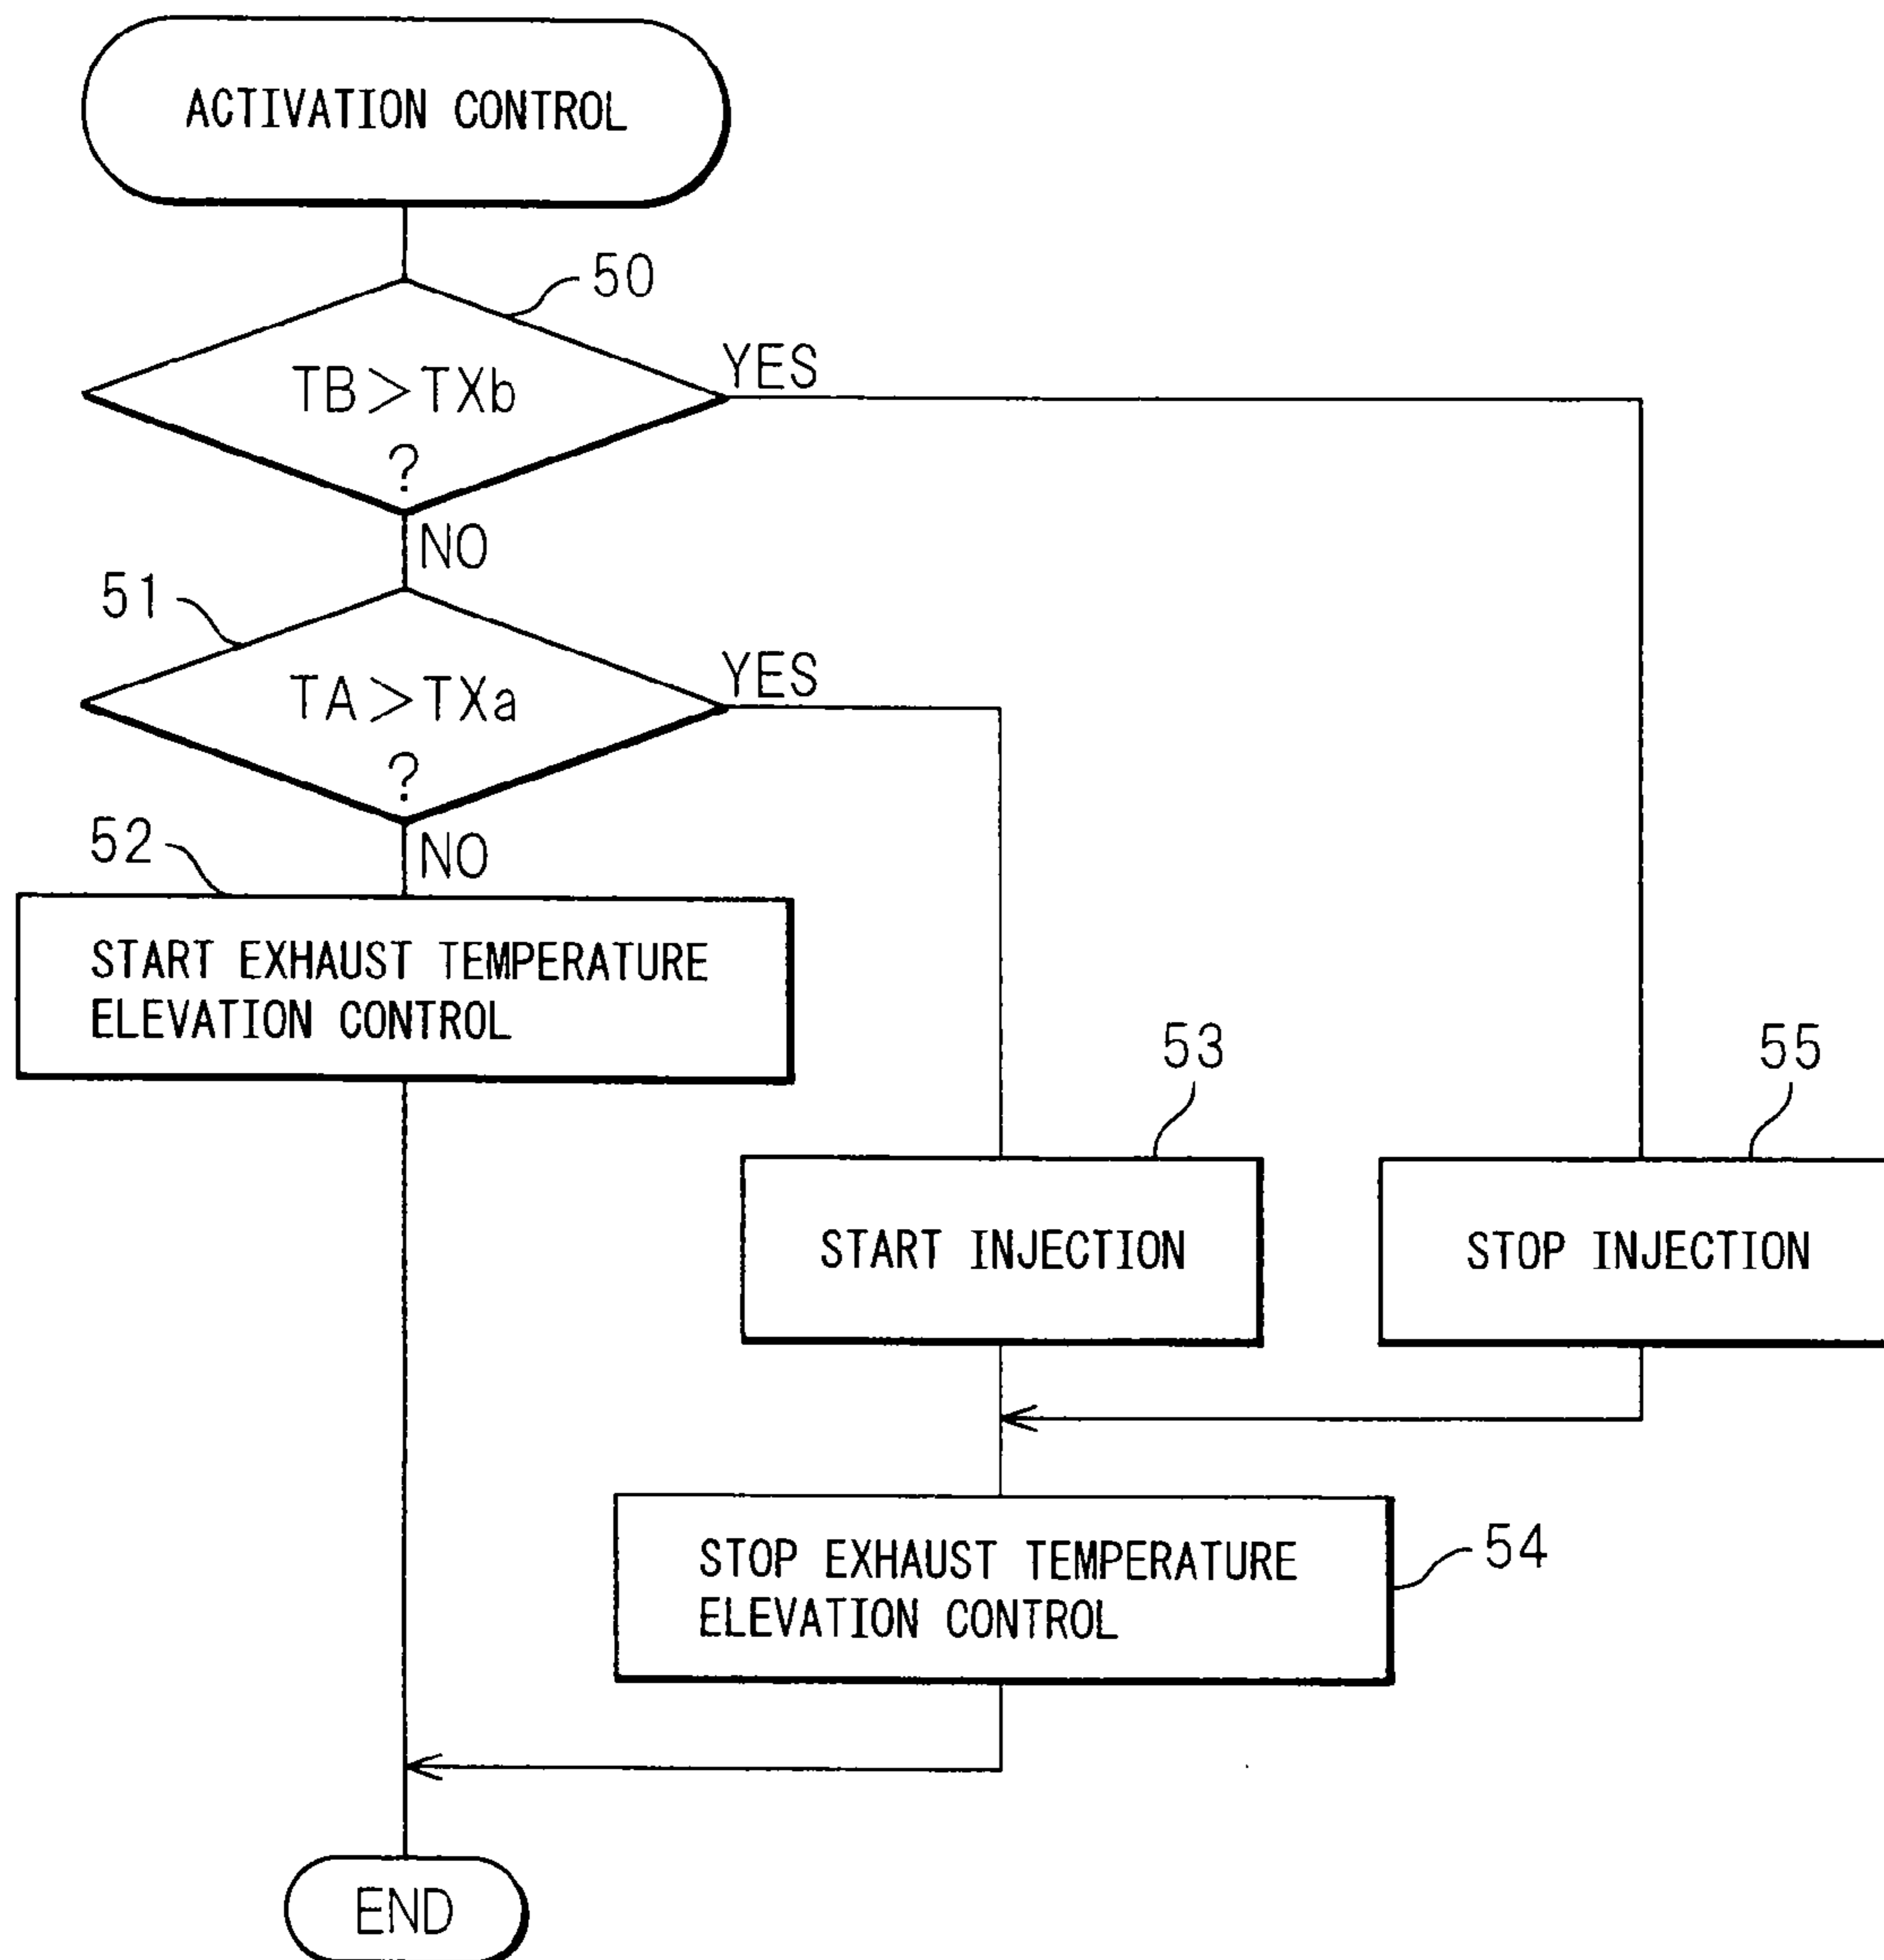 ACTIVATION CONTROL
50
TB>TXb
?
YES
NO
51
TA>TXa
?
YES
NO
52
START EXHAUST TEMPERATURE
ELEVATION CONTROL
53
START INJECTION
55
STOP INJECTION
STOP EXHAUST TEMPERATURE
ELEVATION CONTROL
54
END